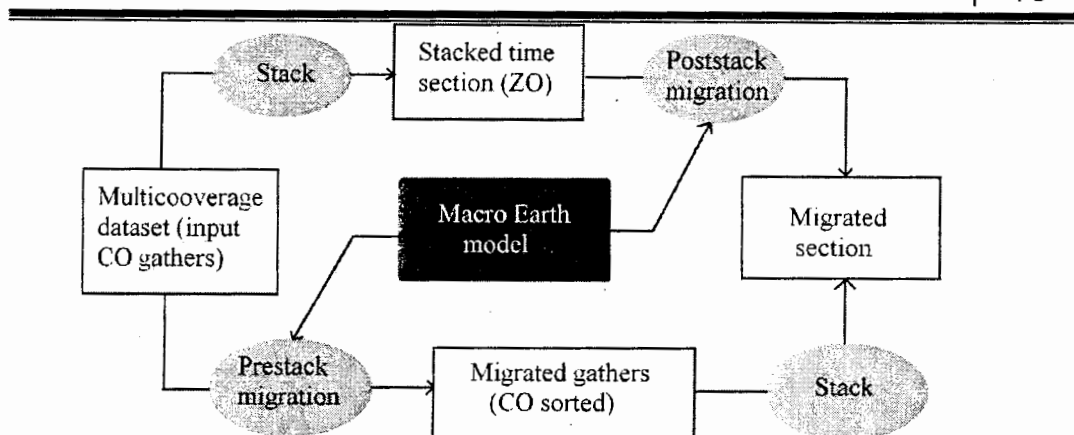 Stack
Stacked time
section (ZO)
Poststack
migration
Multicooverage
dataset (input
CO gathers)
Macro Earth
model
Migrated
section
Prestack
migration
Migrated gathers
(CO sorted)
Stack